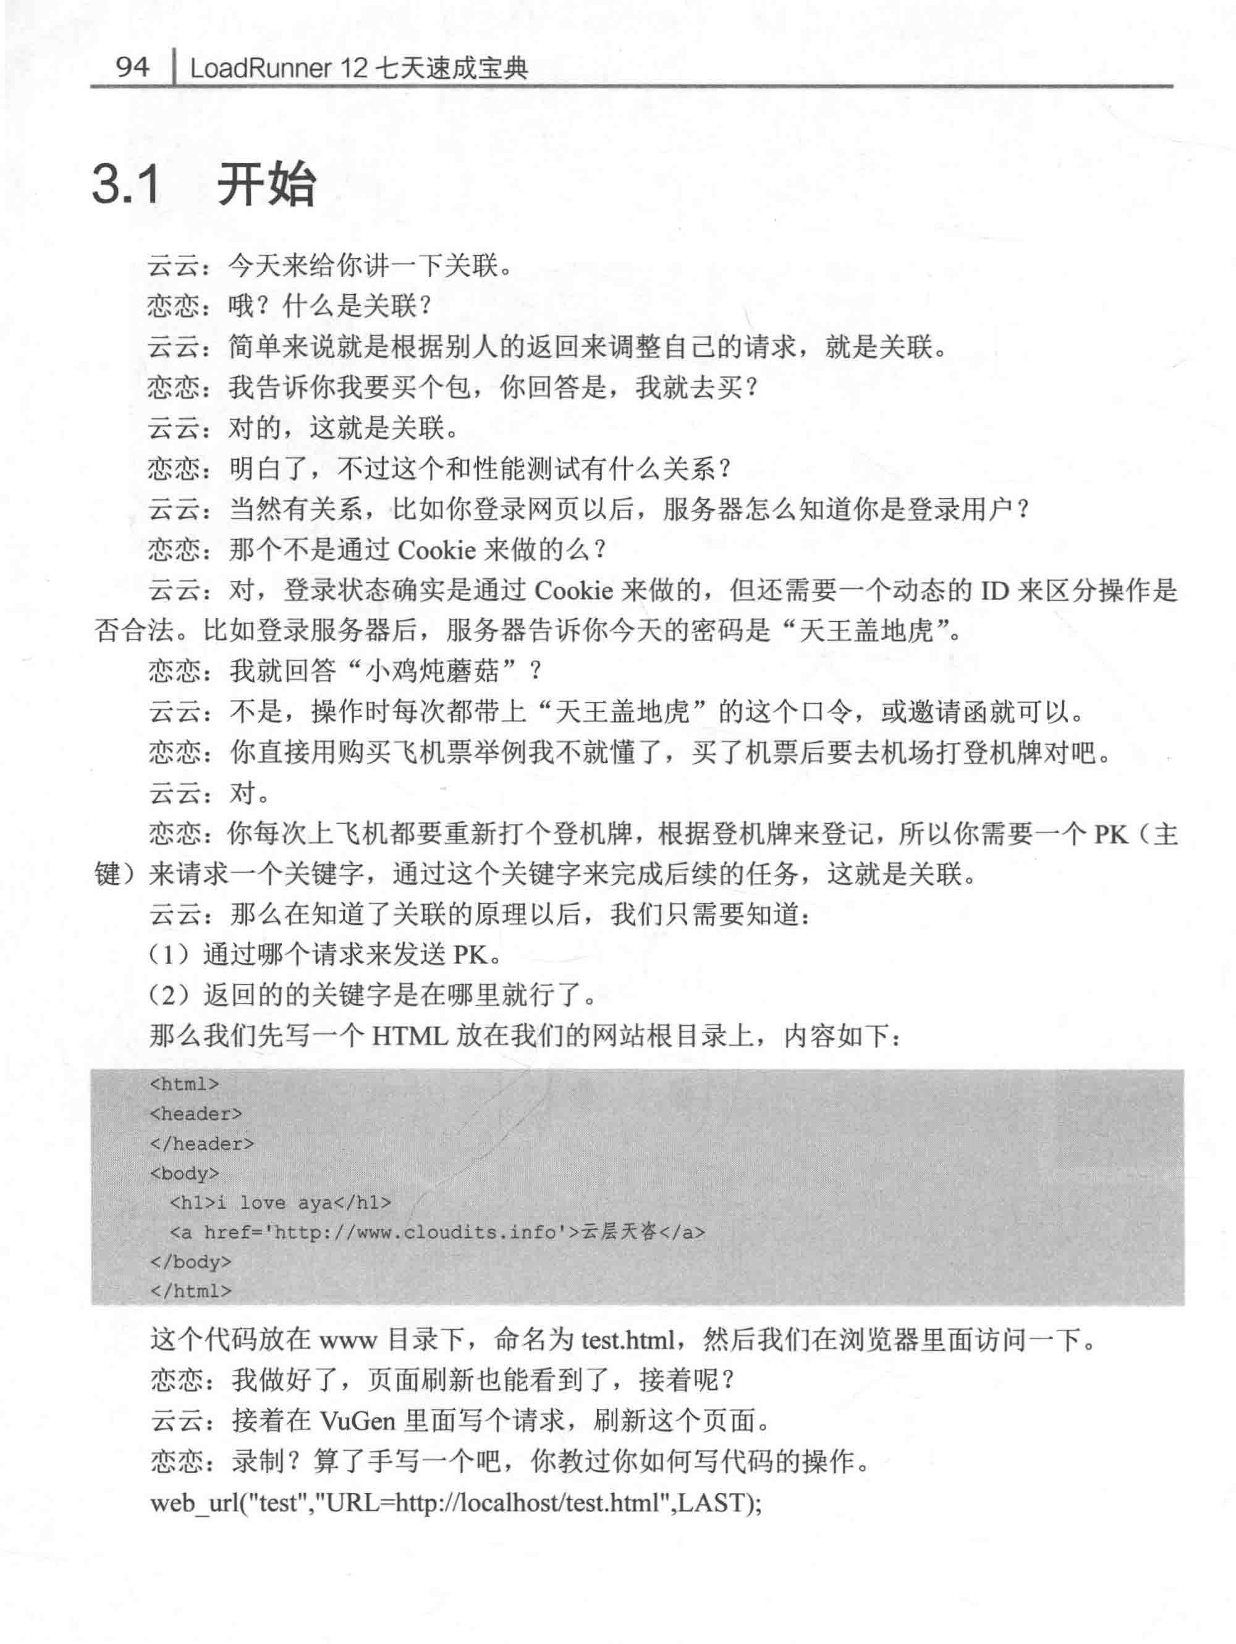 94 LoadRunner 12 七天速成宝典
3.1 开始
云云：今天来给你讲一下关联。
恋恋：哦？什么是关联？
云云：简单来说就是根据别人的返回来调整自己的请求，就是关联。
恋恋：我告诉你我要买个包，你回答是，我就去买？
云云：对的，这就是关联。
恋恋：明白了，不过这个和性能测试有什么关系？
云云：当然有关系，比如你登录网页以后，服务器怎么知道你是登录用户？
恋恋：那个不是通过 Cookie 来做的么？
云云：对，登录状态确实是通过 Cookie 来做的，但还需要一个动态的 ID 来区分操作是
否合法。比如登录服务器后，服务器告诉你今天的密码是“天王盖地虎”。
恋恋：我就回答“小鸡炖蘑菇”？
云云：不是，操作时每次都带上“天王盖地虎”的这个口令，或邀请函就可以。
恋恋：你直接用购买飞机票举例我不就懂了，买了机票后要去机场打登机牌对吧。
云云：对。
恋恋：你每次上飞机都要重新打个登机牌，根据登机牌来登记，所以你需要一个 PK（主
键）来请求一个关键字，通过这个关键字来完成后续的任务，这就是关联。
云云：那么在知道了关联的原理以后，我们只需要知道：
（1）通过哪个请求来发送 PK。
（2）返回的的关键字是在哪里就行了。
那么我们先写一个 HTML 放在我们的网站根目录上，内容如下：
<html>
<header>
</header>
<body>
<h1>i love aya</h1>
<a href='http://www.cloudits.info'>云层天咨</a>
</body>
</html>
这个代码放在 www 目录下，命名为 test.html，然后我们在浏览器里面访问一下。
恋恋：我做好了，页面刷新也能看到了，接着呢？
云云：接着在 VuGen 里面写个请求，刷新这个页面。
恋恋：录制？算了手写一个吧，你教过你如何写代码的操作。
web_url("test","URL=http://localhost/test.html",LAST);